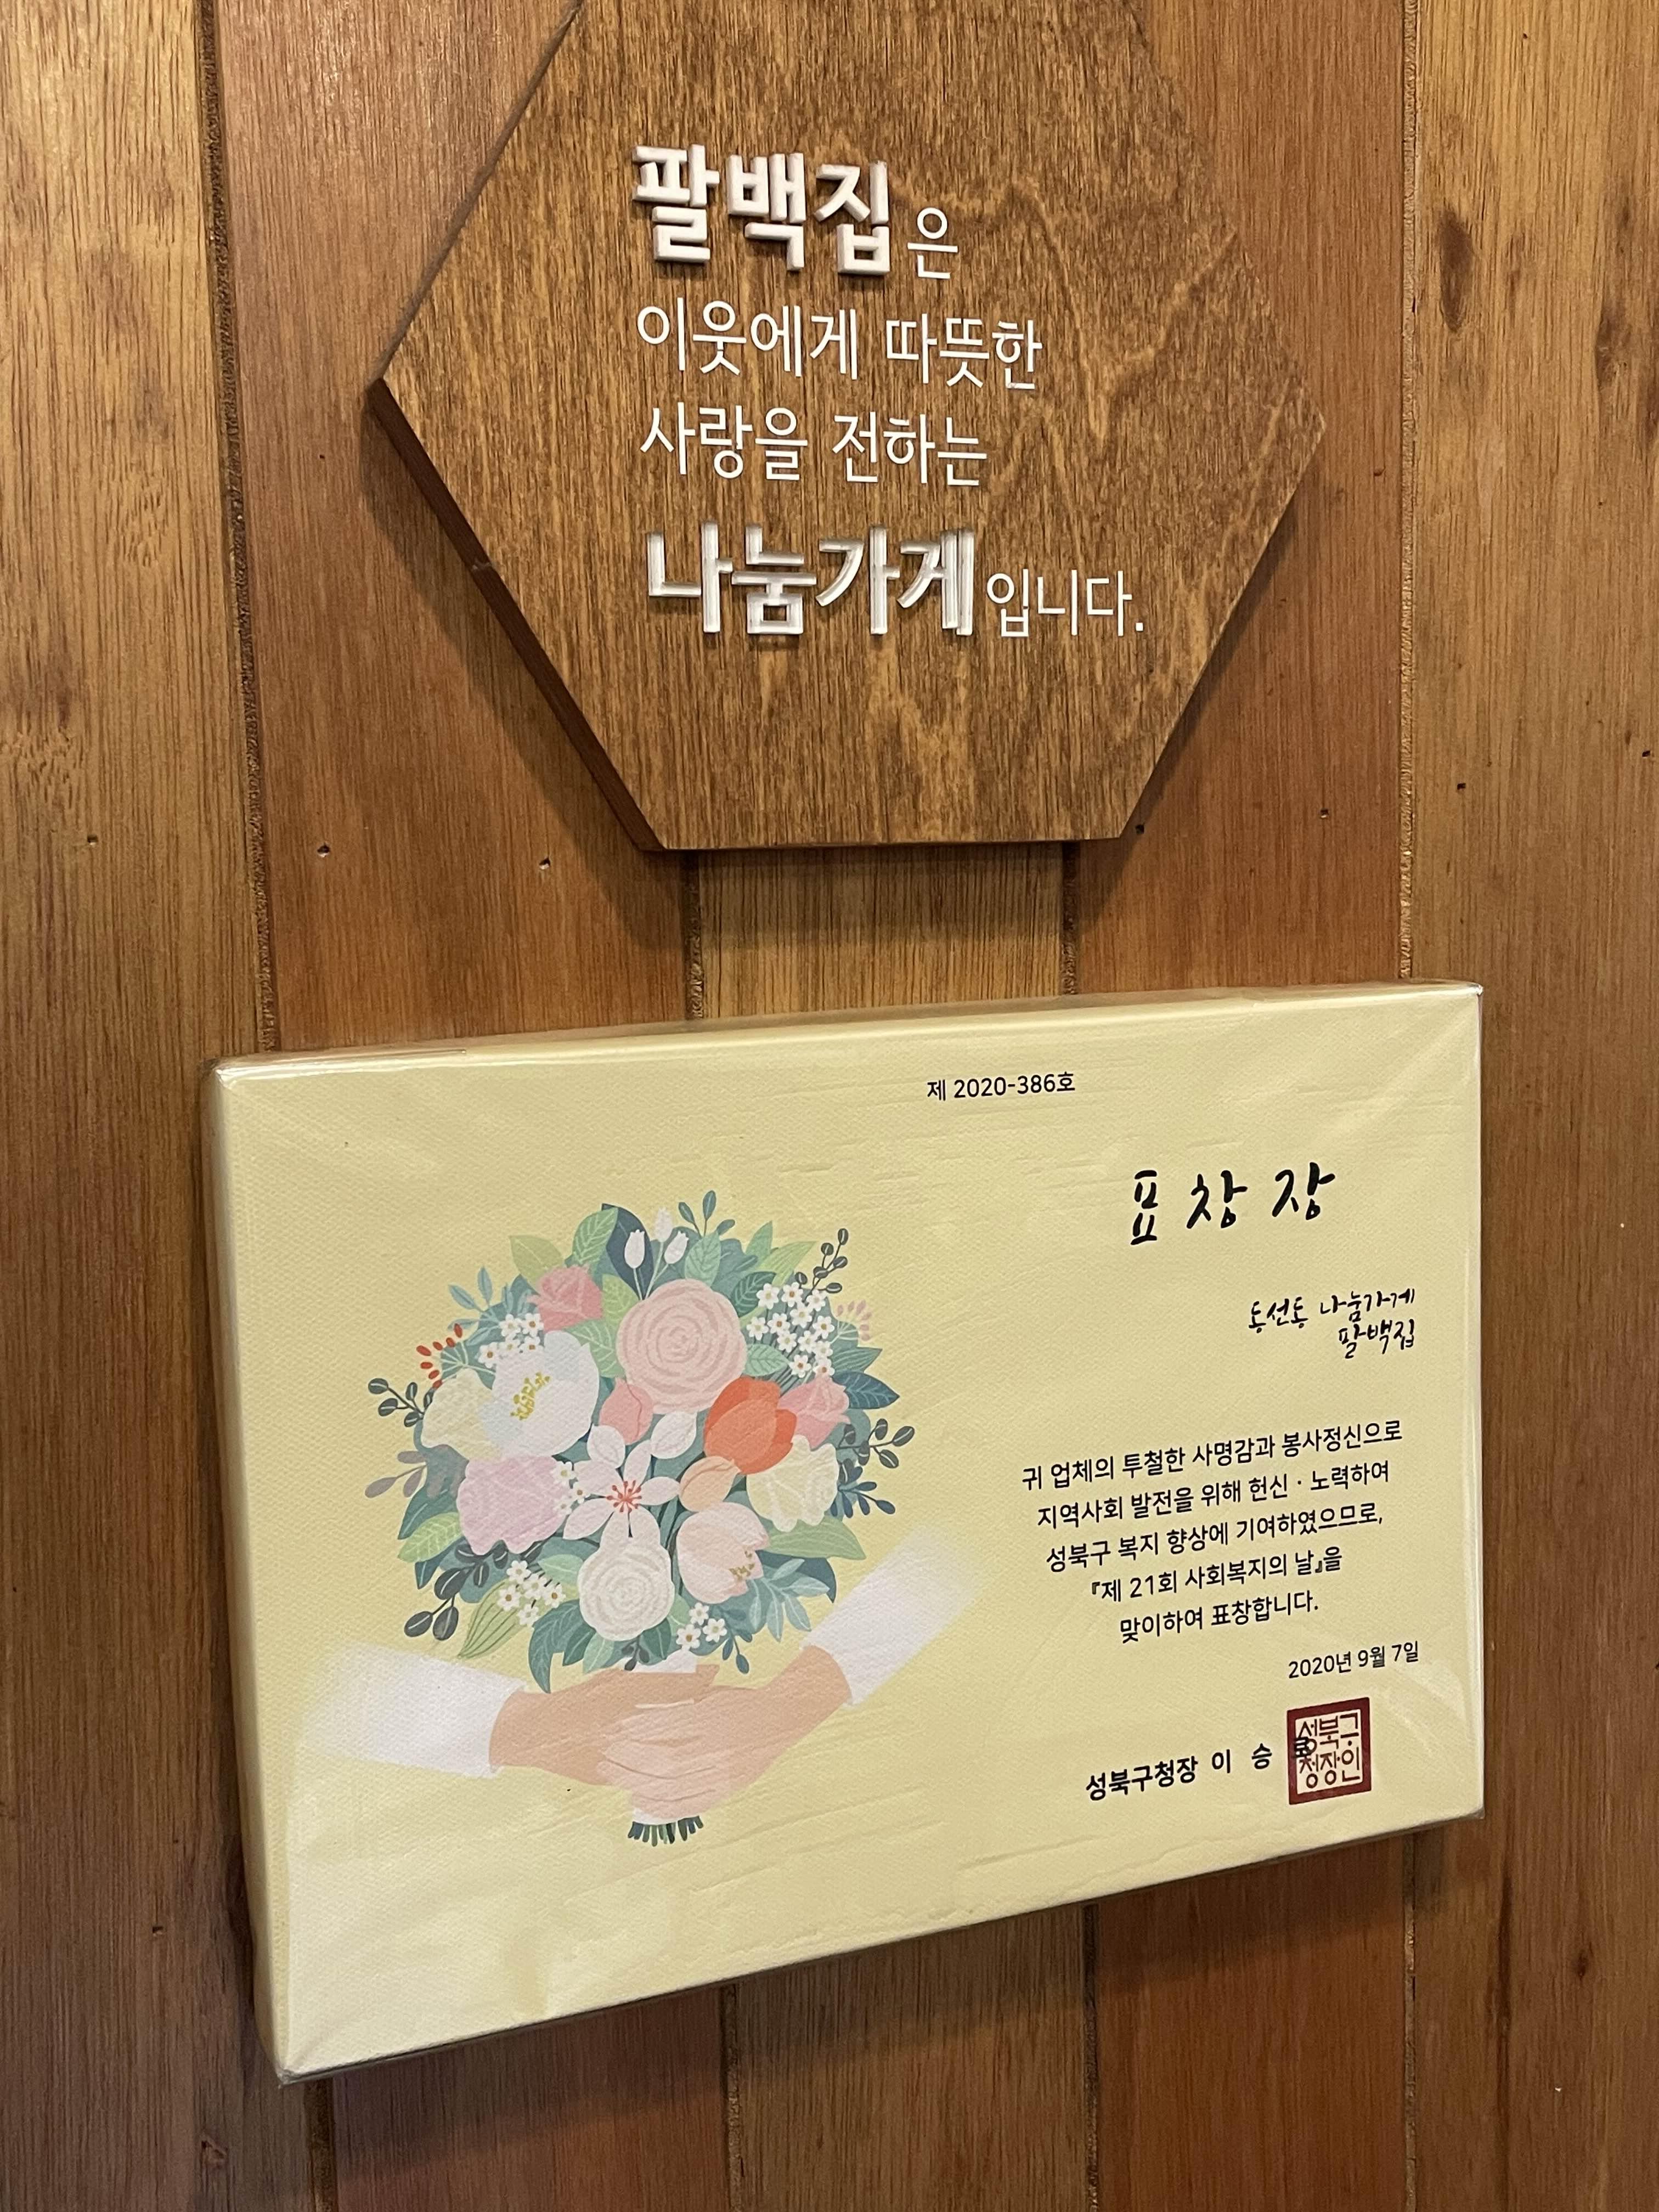 팔백집은
이웃에게 따뜻한
사랑을 전하는
나눔가게입니다.
제 2020-386호
표창장
동선동 나눔가게
팔백집
귀 업체의 투철한 사명감과 봉사정신으로
지역사회 발전을 위해 헌신·노력하여
성북구 복지 향상에 기여하였으므로,
『제 21회 사회복지의 날』을
맞이하여 표창합니다.
2020년 9월 7일
성북구청장 이 승
성북구
청장인